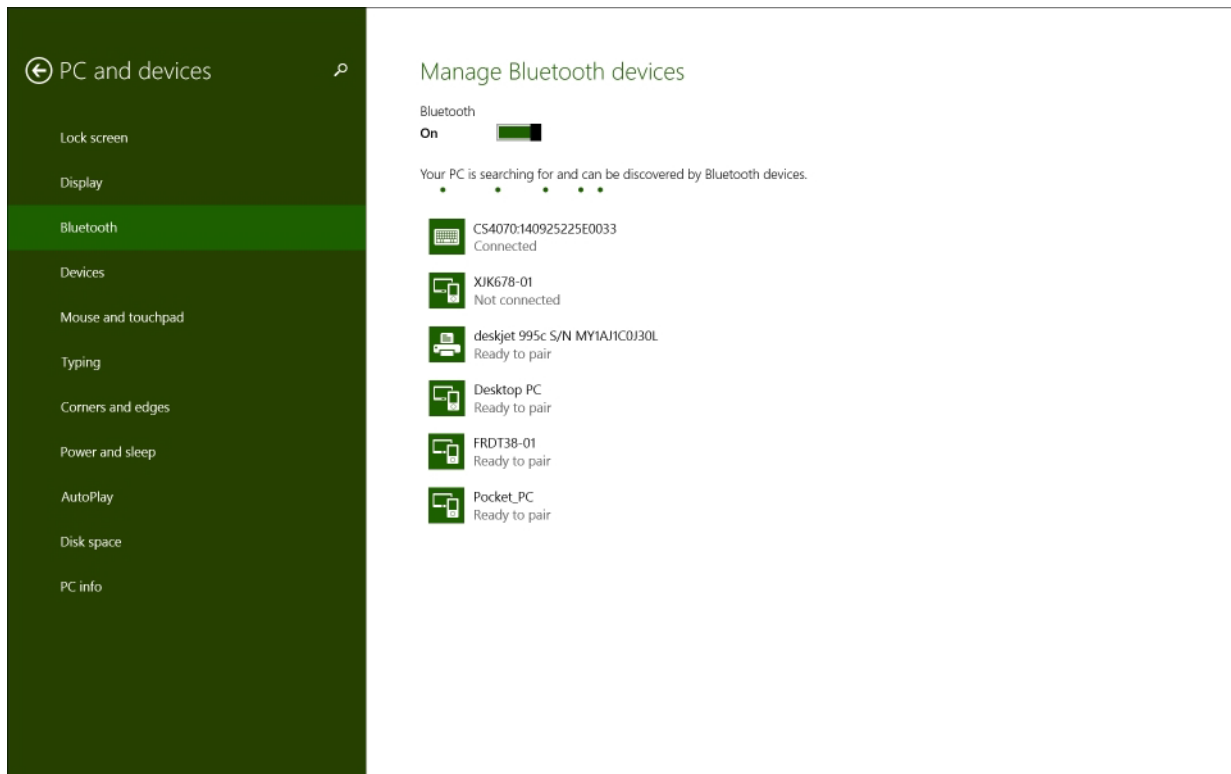 PC and devices
Lock screen
Display
Bluetooth
Devices
Mouse and touchpad
Typing
Corners and edges
Power and sleep
AutoPlay
Disk space
PC info
Manage Bluetooth devices
Bluetooth
On
Your PC is searching for and can be discovered by Bluetooth devices.
CS4070:140925225E0033
Connected
XJK678-01
Not connected
deskjet 995c S/N MY1AJ1C0J30L
Ready to pair
Desktop PC
Ready to pair
FRDT38-01
Ready to pair
Pocket_PC
Ready to pair